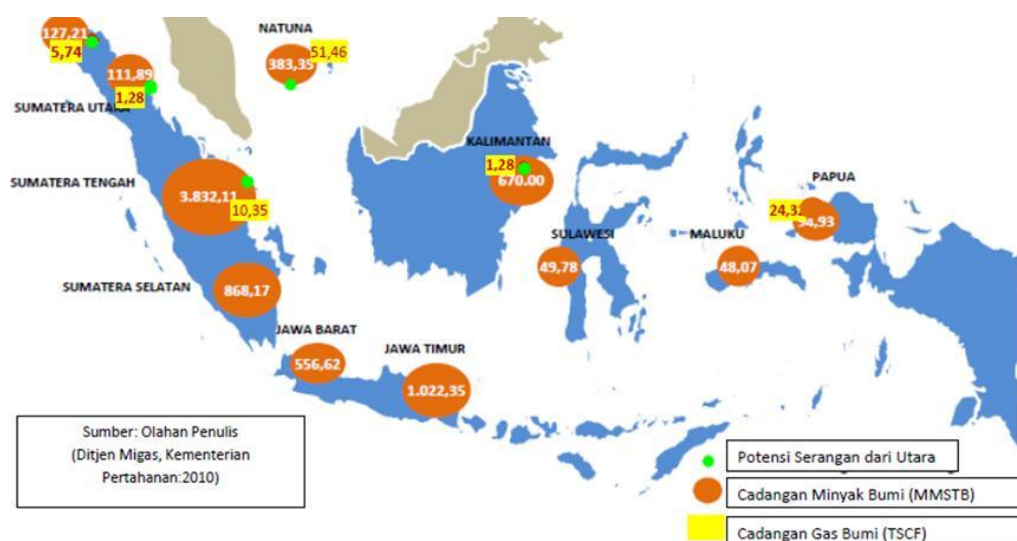 127,21
5,74
111,89
1,28
SUMATERA UTARA
NATUNA
51,46
383,35
KALIMANTAN
1,28
670.00
SUMATERA TENGAH
3.832,11
10,35
PAPUA
24,32
94,93
SULAWESI
49,78
MALUKU
48,07
SUMATERA SELATAN
868,17
JAWA BARAT
556,62
JAWA TIMUR
1.022,35
Sumber: Olahan Penulis
(Ditjen Migas, Kementerian
Pertahanan:2010)
Potensi Serangan dari Utara
Cadangan Minyak Bumi (MMSTB)
Cadangan Gas Bumi (TSCF)